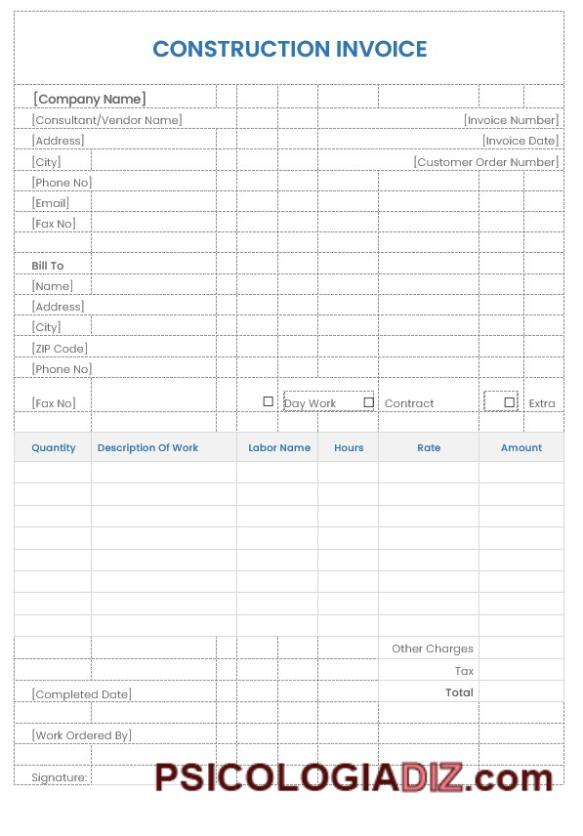 CONSTRUCTION INVOICE
[Company Name]
[Consultant/Vendor Name] [Invoice Number]
[Address] [Invoice Date]
[City] [Customer Order Number]
[Phone No]
[Email]
[Fax No]
Bill To
[Name]
[Address]
[City]
[ZIP Code]
[Phone No]
[Fax No] Day Work Contract Extra
Quantity Description Of Work Labor Name Hours Rate Amount
Other Charges
Tax
[Completed Date] Total
[Work Ordered By]
Signature:
PSICOLOGIADIZ.com